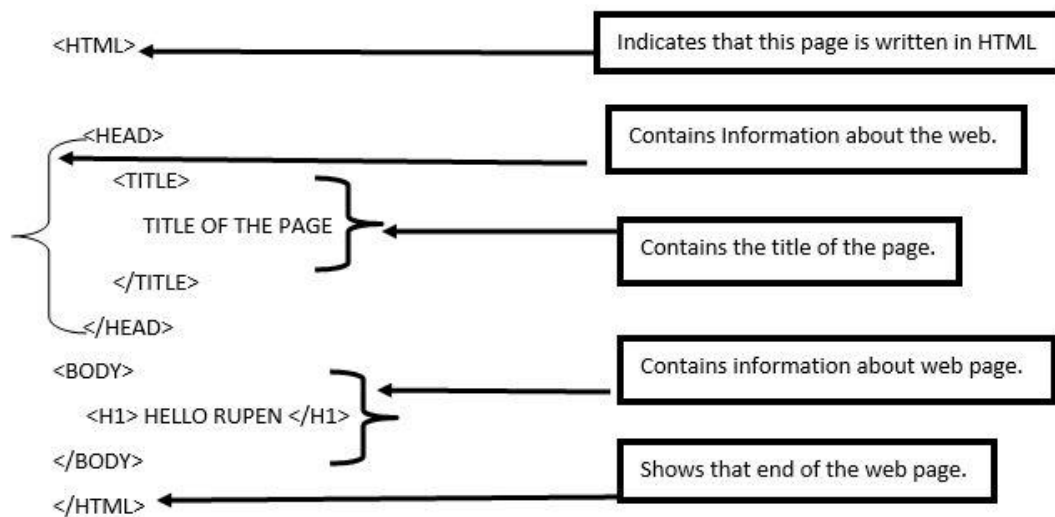 <HTML>
Indicates that this page is written in HTML
<HEAD>
Contains Information about the web.
<TITLE>
TITLE OF THE PAGE
Contains the title of the page.
</TITLE>
</HEAD>
<BODY>
Contains information about web page.
<H1> HELLO RUPEN </H1>
</BODY>
Shows that end of the web page.
</HTML>